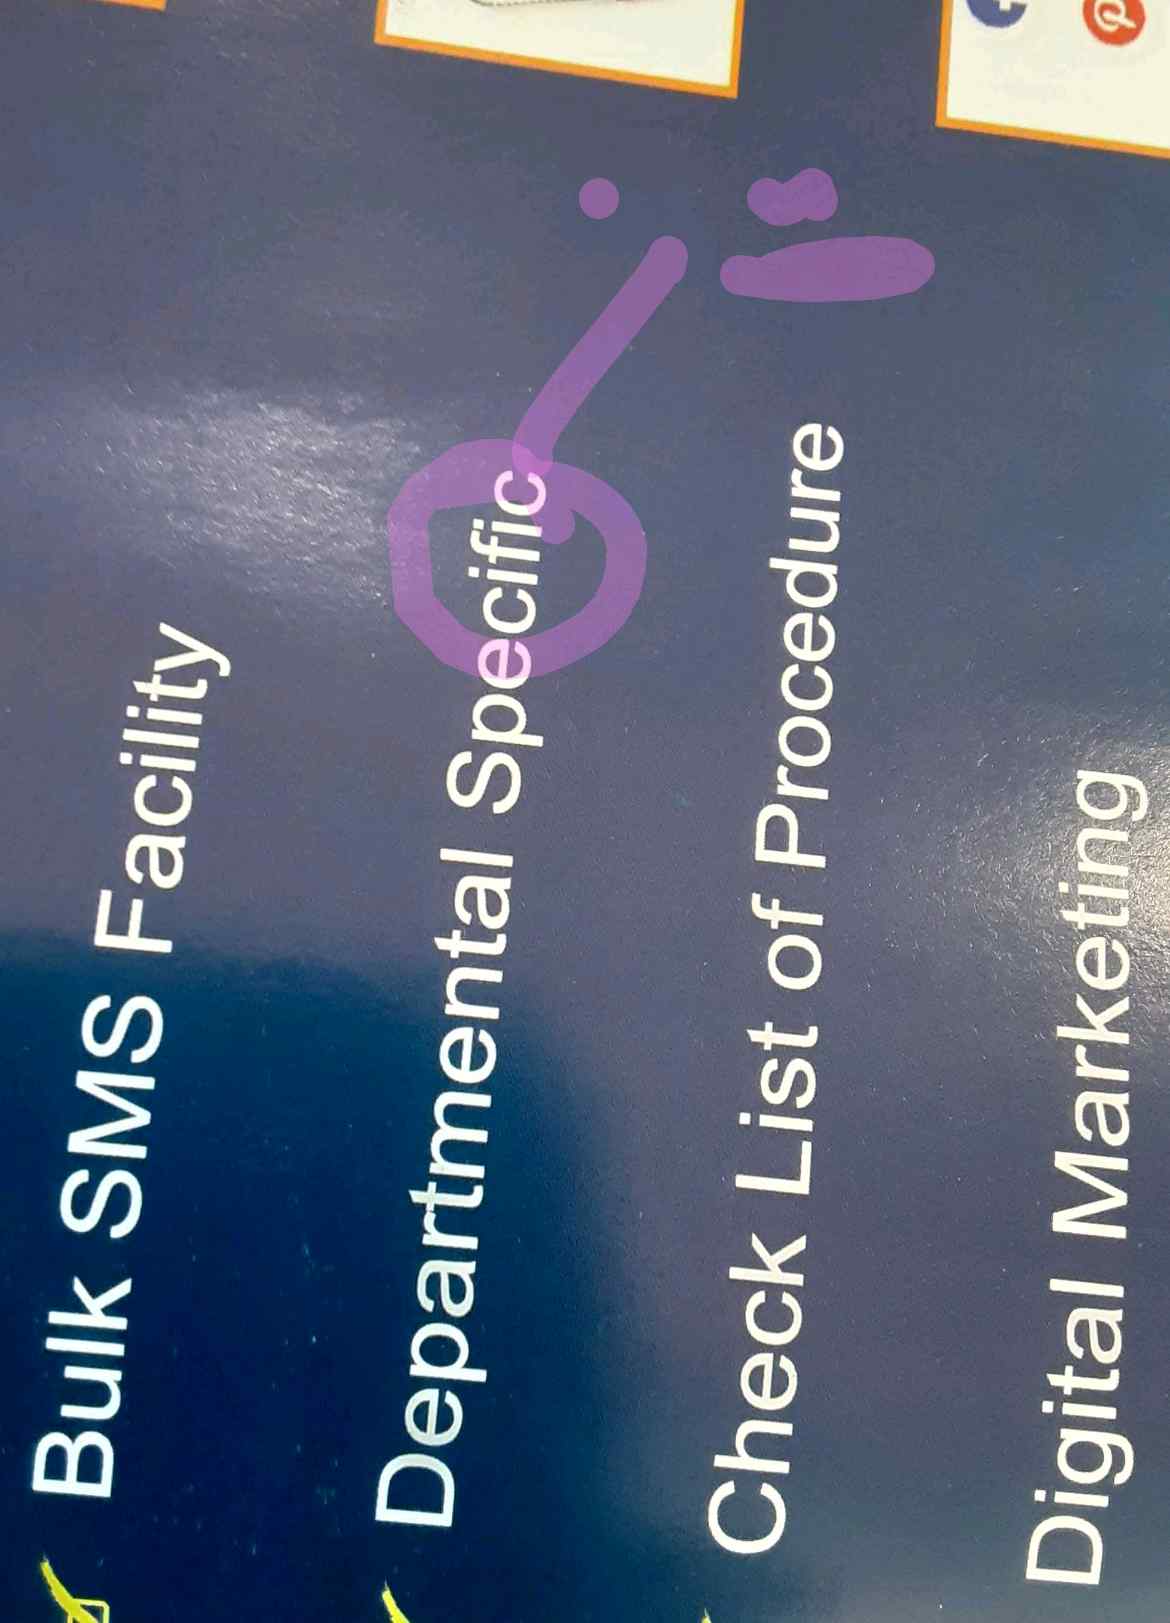 Bulk SMS Facility
Departmental Specific
Check List of Procedure
Digital Marketing